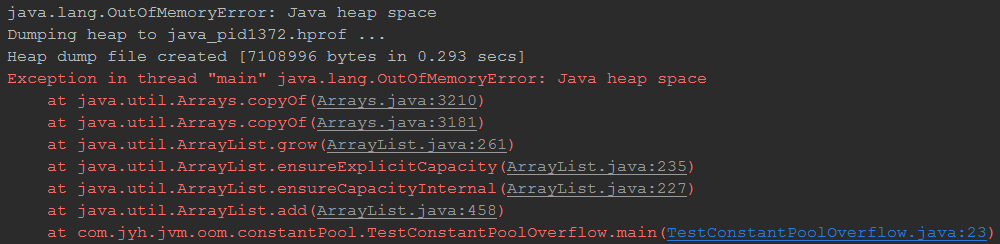 java.lang.OutOfMemoryError: Java heap space
Dumping heap to java_pid1372.hprof ...
Heap dump file created [7108996 bytes in 0.293 secs]
Exception in thread "main" java.lang.OutOfMemoryError: Java heap space
    at java.util.Arrays.copyOf(Arrays.java:3210)
    at java.util.Arrays.copyOf(Arrays.java:3181)
    at java.util.ArrayList.grow(ArrayList.java:261)
    at java.util.ArrayList.ensureExplicitCapacity(ArrayList.java:235)
    at java.util.ArrayList.ensureCapacityInternal(ArrayList.java:227)
    at java.util.ArrayList.add(ArrayList.java:458)
    at com.jyh.jvm.oom.constantPool.TestConstantPoolOverflow.main(TestConstantPoolOverflow.java:23)